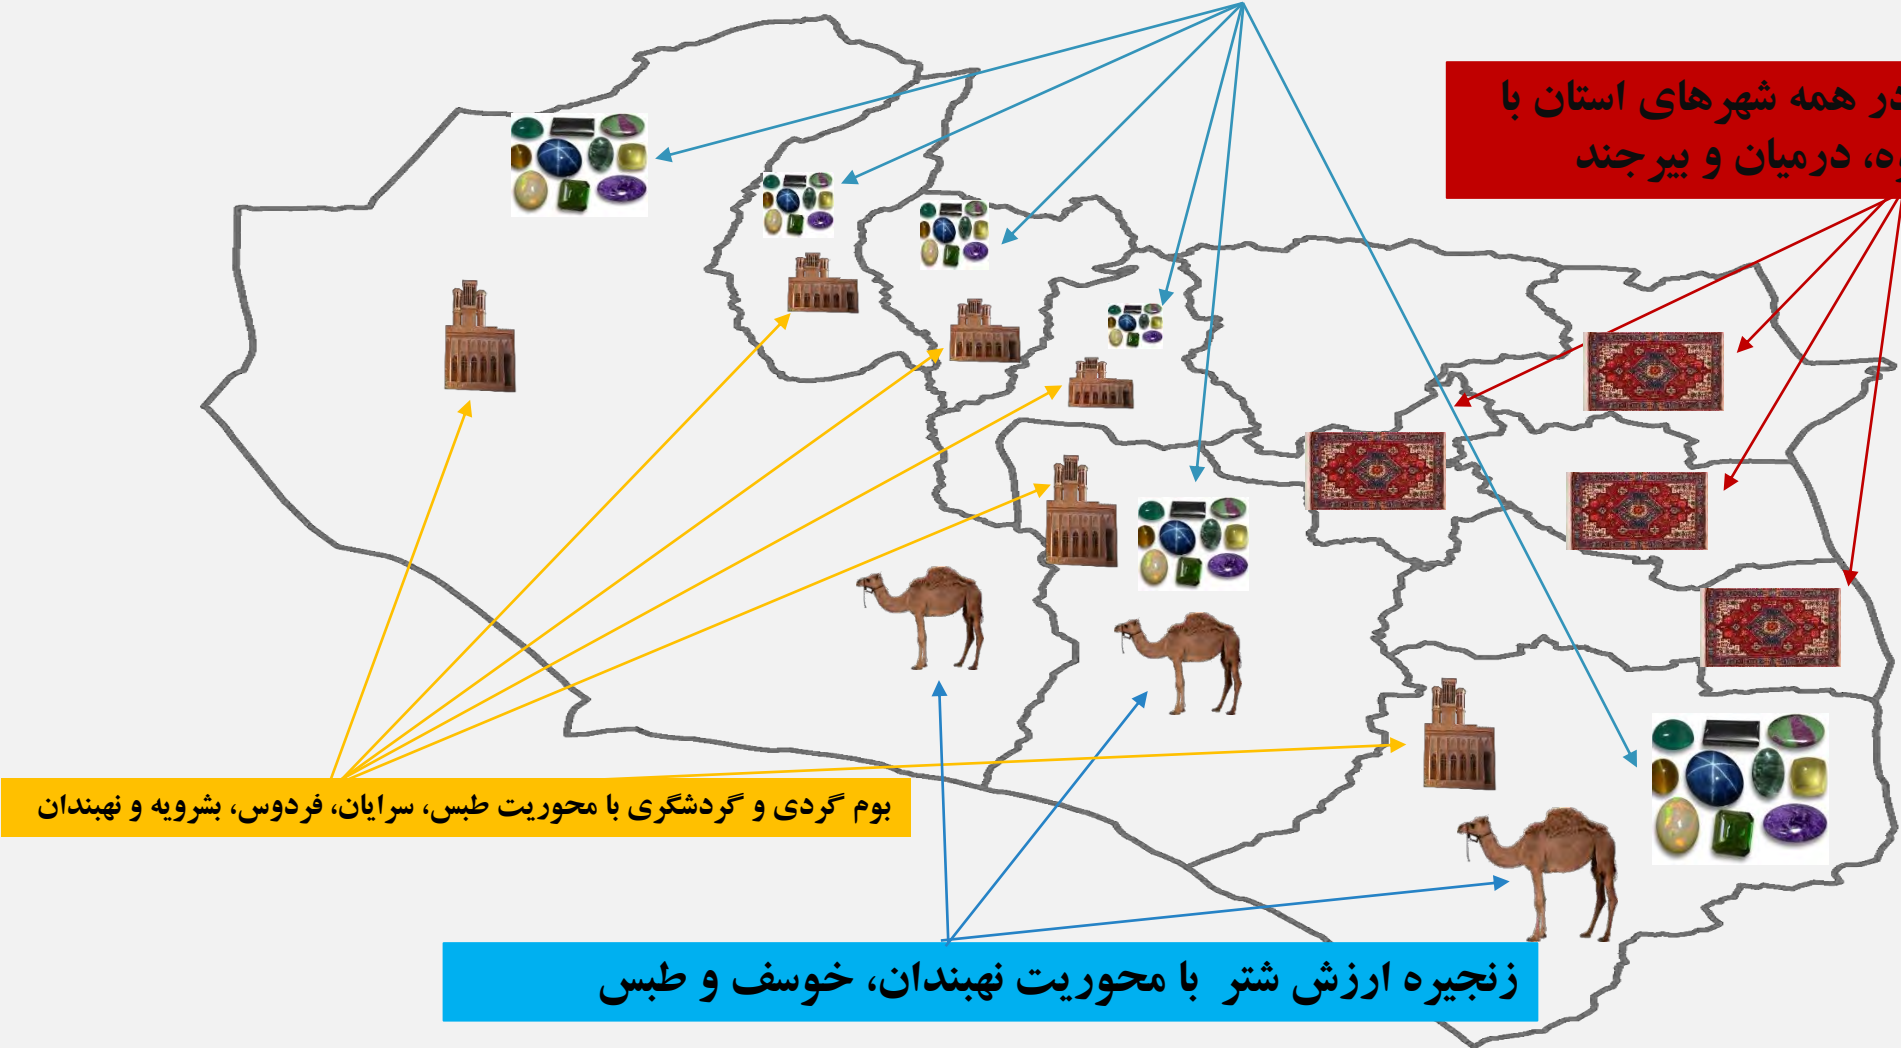 در همه شهرهای استان با
درمیان و بیرجند
بوم گردی و گردشگری با محوریت طبس، سرایان، فردوس، بشرویه و نهبندان
زنجیره ارزش شتر با محوریت نهبندان، خوسف و طبس